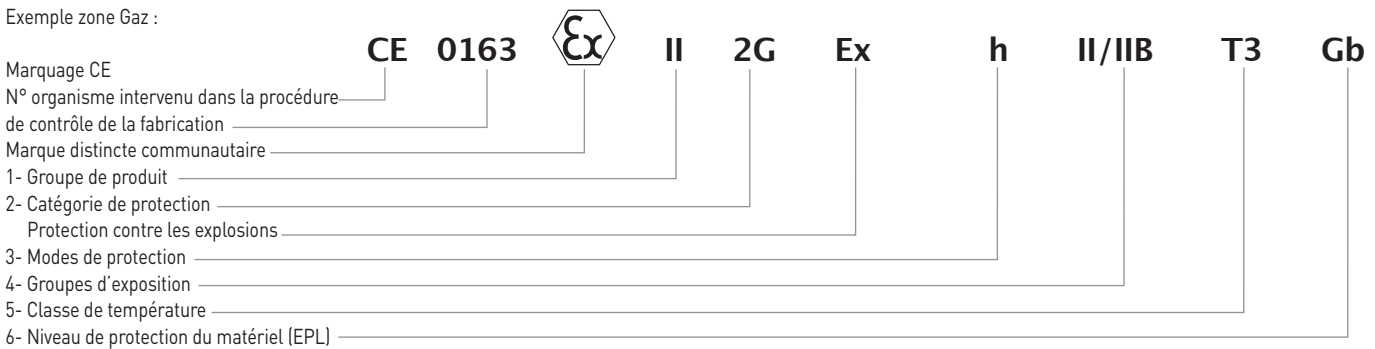 Exemple zone Gaz :
CE 0163 Ex II 2G Ex h II/IIB T3 Gb
Marquage CE
N° organisme intervenu dans la procédure
de contrôle de la fabrication
Marque distincte communautaire
1- Groupe de produit
2- Catégorie de protection
Protection contre les explosions
3- Modes de protection
4- Groupes d'exposition
5- Classe de température
6- Niveau de protection du matériel (EPL)